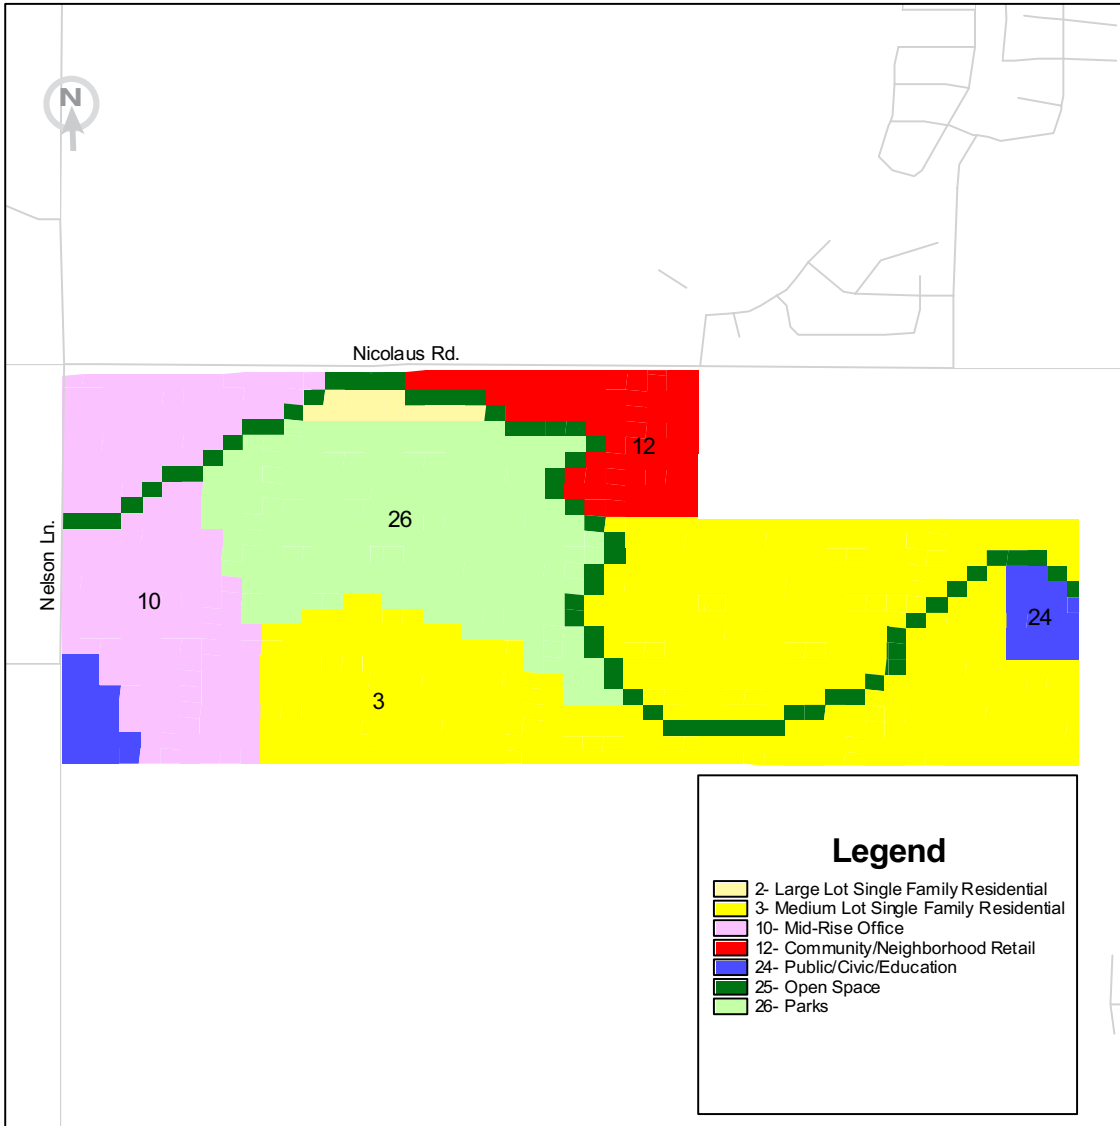 N
Nicolaus Rd.
12
26
Nelson Ln.
10
24
3
Legend
2- Large Lot Single Family Residential
3- Medium Lot Single Family Residential
10- Mid-Rise Office
12- Community/Neighborhood Retail
24- Public/Civic/Education
25- Open Space
26- Parks